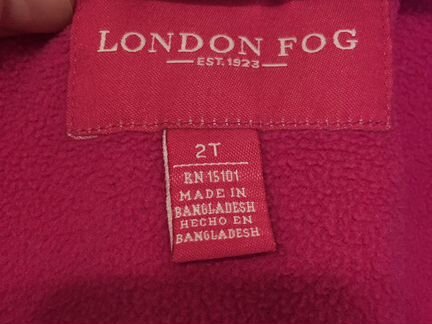 LONDON FOG
EST. 1923
2T
RN 15101
MADE IN
BANGLADESH
HECHO EN
BANGLADESH